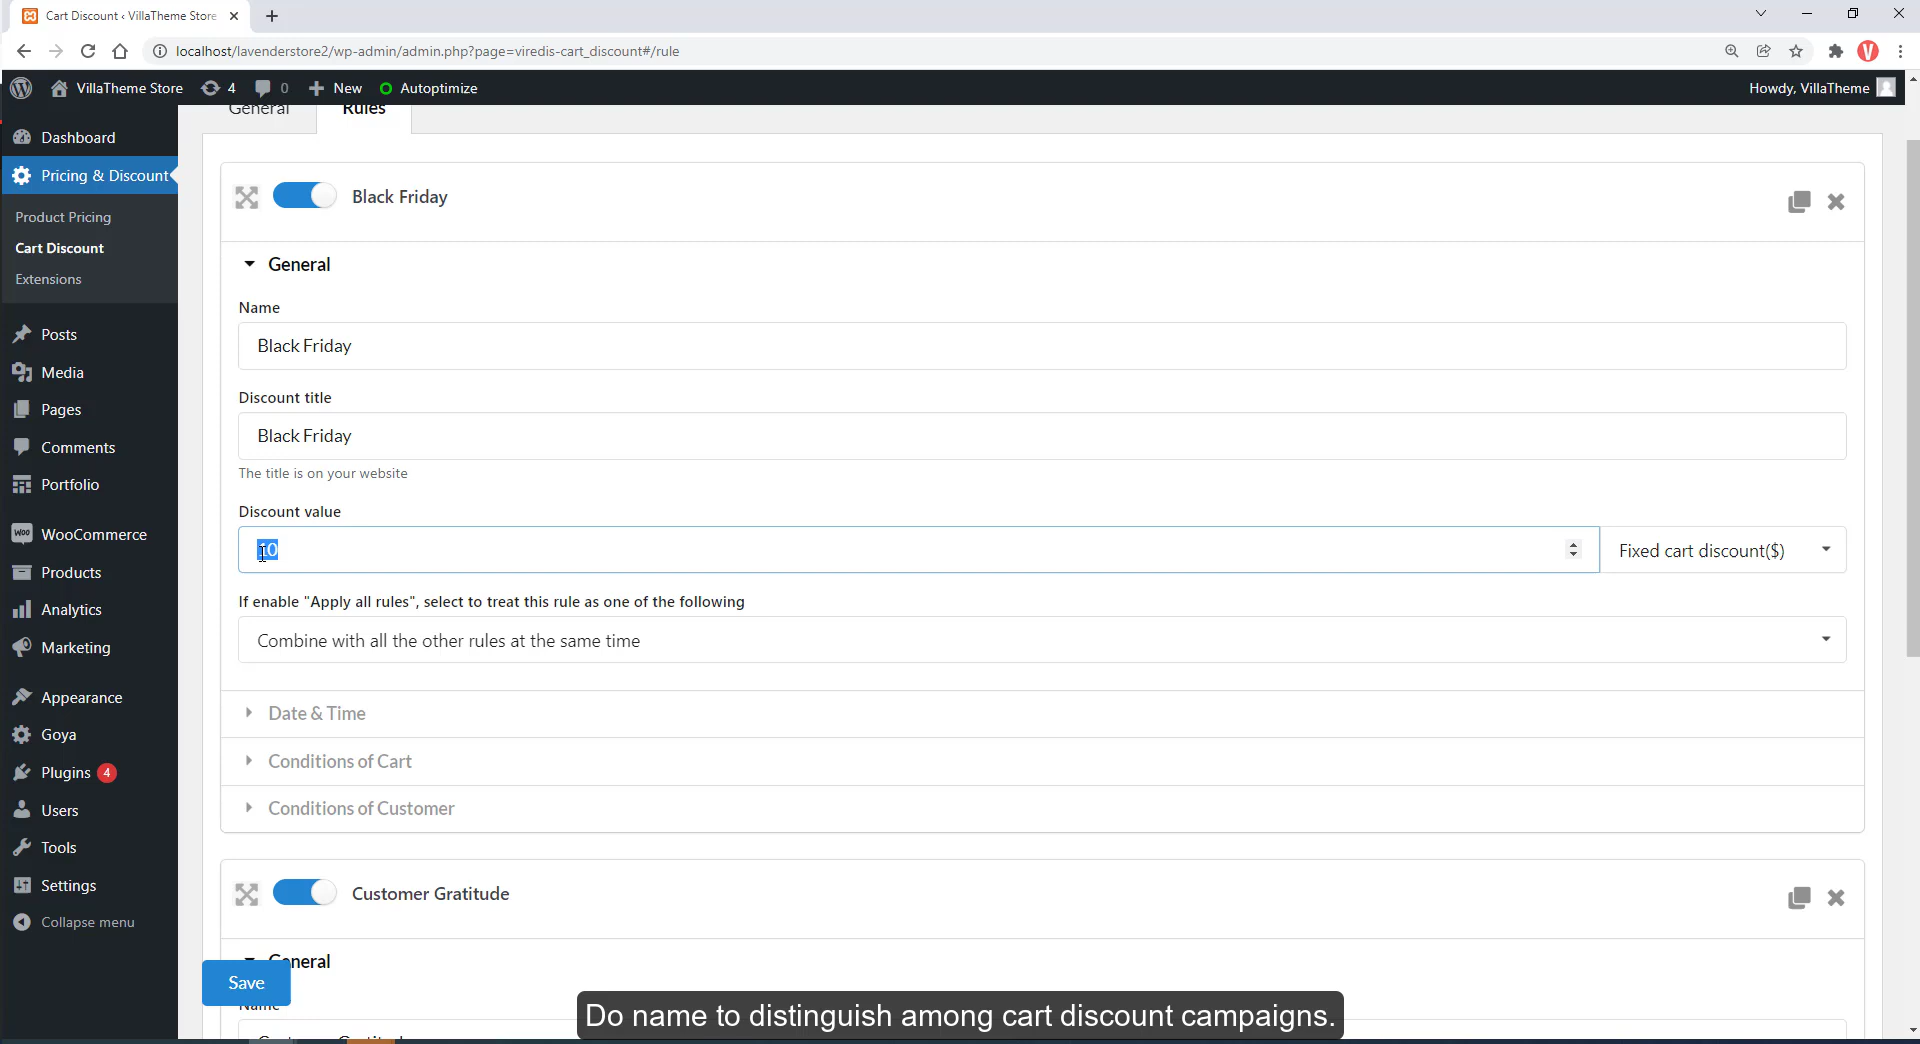 Cart Discount ‹ VillaTheme Store
localhost/lavenderstore2/wp-admin/admin.php?page=viredis-cart_discount#/rule
V
VillaTheme Store 4 0 New Autoptimize Howdy, VillaTheme
General Rules
Dashboard
Pricing & Discount
Product Pricing
Cart Discount
Extensions
Posts
Media
Pages
Comments
Portfolio
Woo WooCommerce
Products
Analytics
Marketing
Appearance
Goya
Plugins 4
Users
Tools
Settings
Collapse menu
Black Friday
General
Name
Black Friday
Discount title
Black Friday
The title is on your website
Discount value
10 Fixed cart discount($)
If enable "Apply all rules", select to treat this rule as one of the following
Combine with all the other rules at the same time
Date & Time
Conditions of Cart
Conditions of Customer
Customer Gratitude
General
Save
Name
Do name to distinguish among cart discount campaigns.